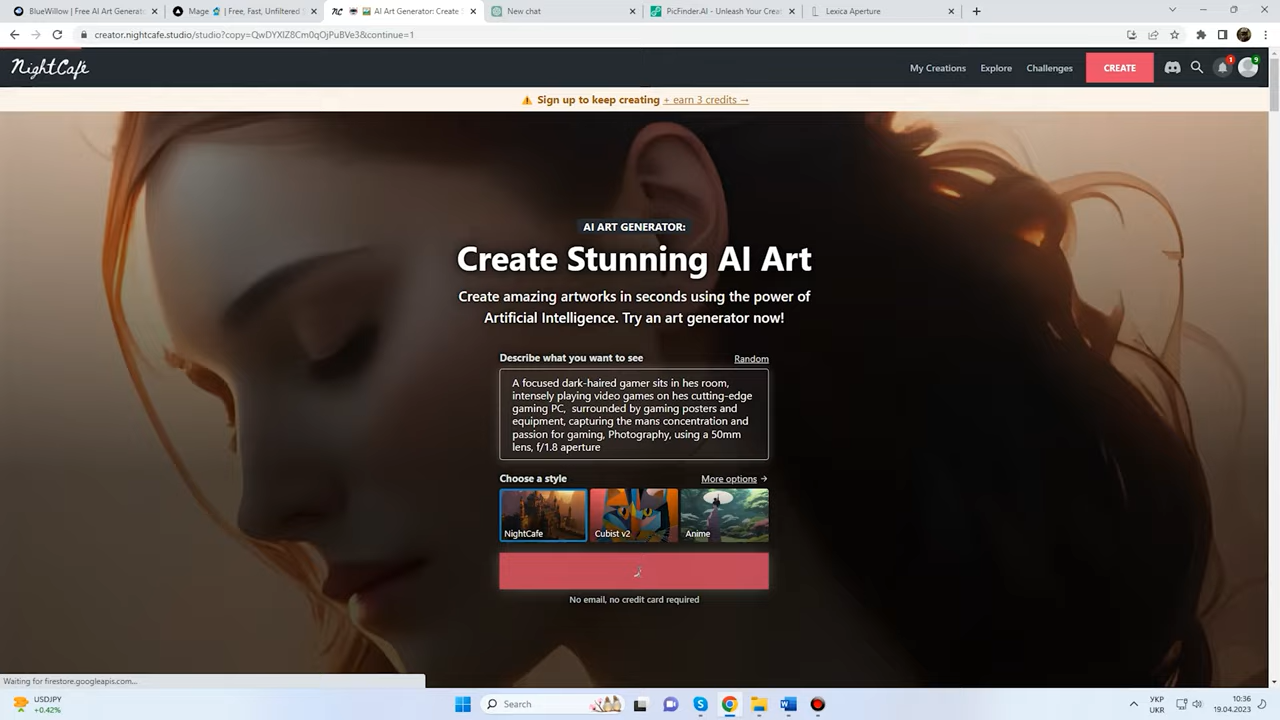 BlueWillow | Free AI Art Generato
Mage | Free, Fast, Unfiltered S
AI Art Generator: Create S
New chat
PicFinder.AI - Unleash Your Creat
Lexica Aperture
creator.nightcafe.studio/studio?copy=QwDYXlZ8Cm0qOjPuBVe3&continue=1
NightCafé
My Creations
Explore
Challenges
CREATE
1
9
Sign up to keep creating + earn 3 credits →
AI ART GENERATOR:
Create Stunning AI Art
Create amazing artworks in seconds using the power of
Artificial Intelligence. Try an art generator now!
Describe what you want to see
Random
A focused dark-haired gamer sits in hes room,
intensely playing video games on hes cutting-edge
gaming PC, surrounded by gaming posters and
equipment, capturing the mans concentration and
passion for gaming, Photography, using a 50mm
lens, f/1.8 aperture
Choose a style
More options →
NightCafe
Cubist v2
Anime
No email, no credit card required
Waiting for firestore.googleapis.com...
USDJPY
+0.42%
Search
УКР
UKR
10:36
19.04.2023